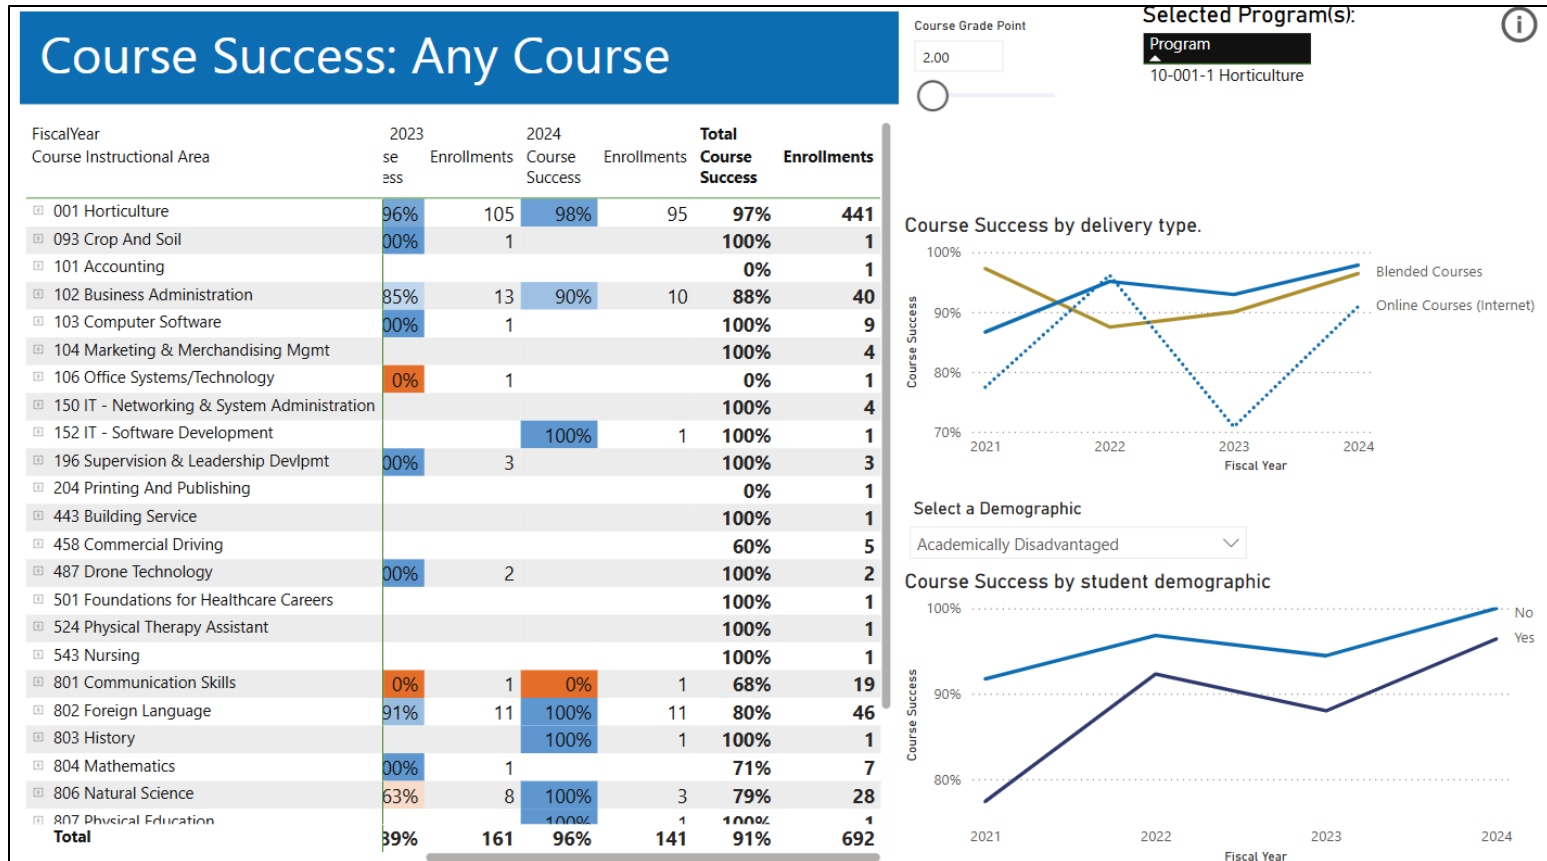 Course Success: Any Course
Course Grade Point
2.00
Selected Program(s):
Program
10-001-1 Horticulture
FiscalYear 2023 2024 Total
Course Instructional Area se Enrollments Course Enrollments Course Enrollments
ess Success Success
001 Horticulture 96% 105 98% 95 97% 441
093 Crop And Soil 00% 1 100% 1
101 Accounting 0% 1
102 Business Administration 85% 13 90% 10 88% 40
103 Computer Software 00% 1 100% 9
104 Marketing & Merchandising Mgmt 100% 4
106 Office Systems/Technology 0% 1 0% 1
150 IT - Networking & System Administration 100% 4
152 IT - Software Development 100% 1 100% 1
196 Supervision & Leadership Devlpmt 00% 3 100% 3
204 Printing And Publishing 0% 1
443 Building Service 100% 1
458 Commercial Driving 60% 5
487 Drone Technology 00% 2 100% 2
501 Foundations for Healthcare Careers 100% 1
524 Physical Therapy Assistant 100% 1
543 Nursing 100% 1
801 Communication Skills 0% 1 0% 1 68% 19
802 Foreign Language 91% 11 100% 11 80% 46
803 History 100% 1 100% 1
804 Mathematics 00% 1 71% 7
806 Natural Science 63% 8 100% 3 79% 28
807 Physical Education 100% 1 100% 1
Total 89% 161 96% 141 91% 692
Course Success by delivery type.
100%
90%
80%
70%
Course Success
Blended Courses
Online Courses (Internet)
2021 2022 2023 2024
Fiscal Year
Select a Demographic
Academically Disadvantaged
Course Success by student demographic
100%
90%
80%
Course Success
No
Yes
2021 2022 2023 2024
Fiscal Year